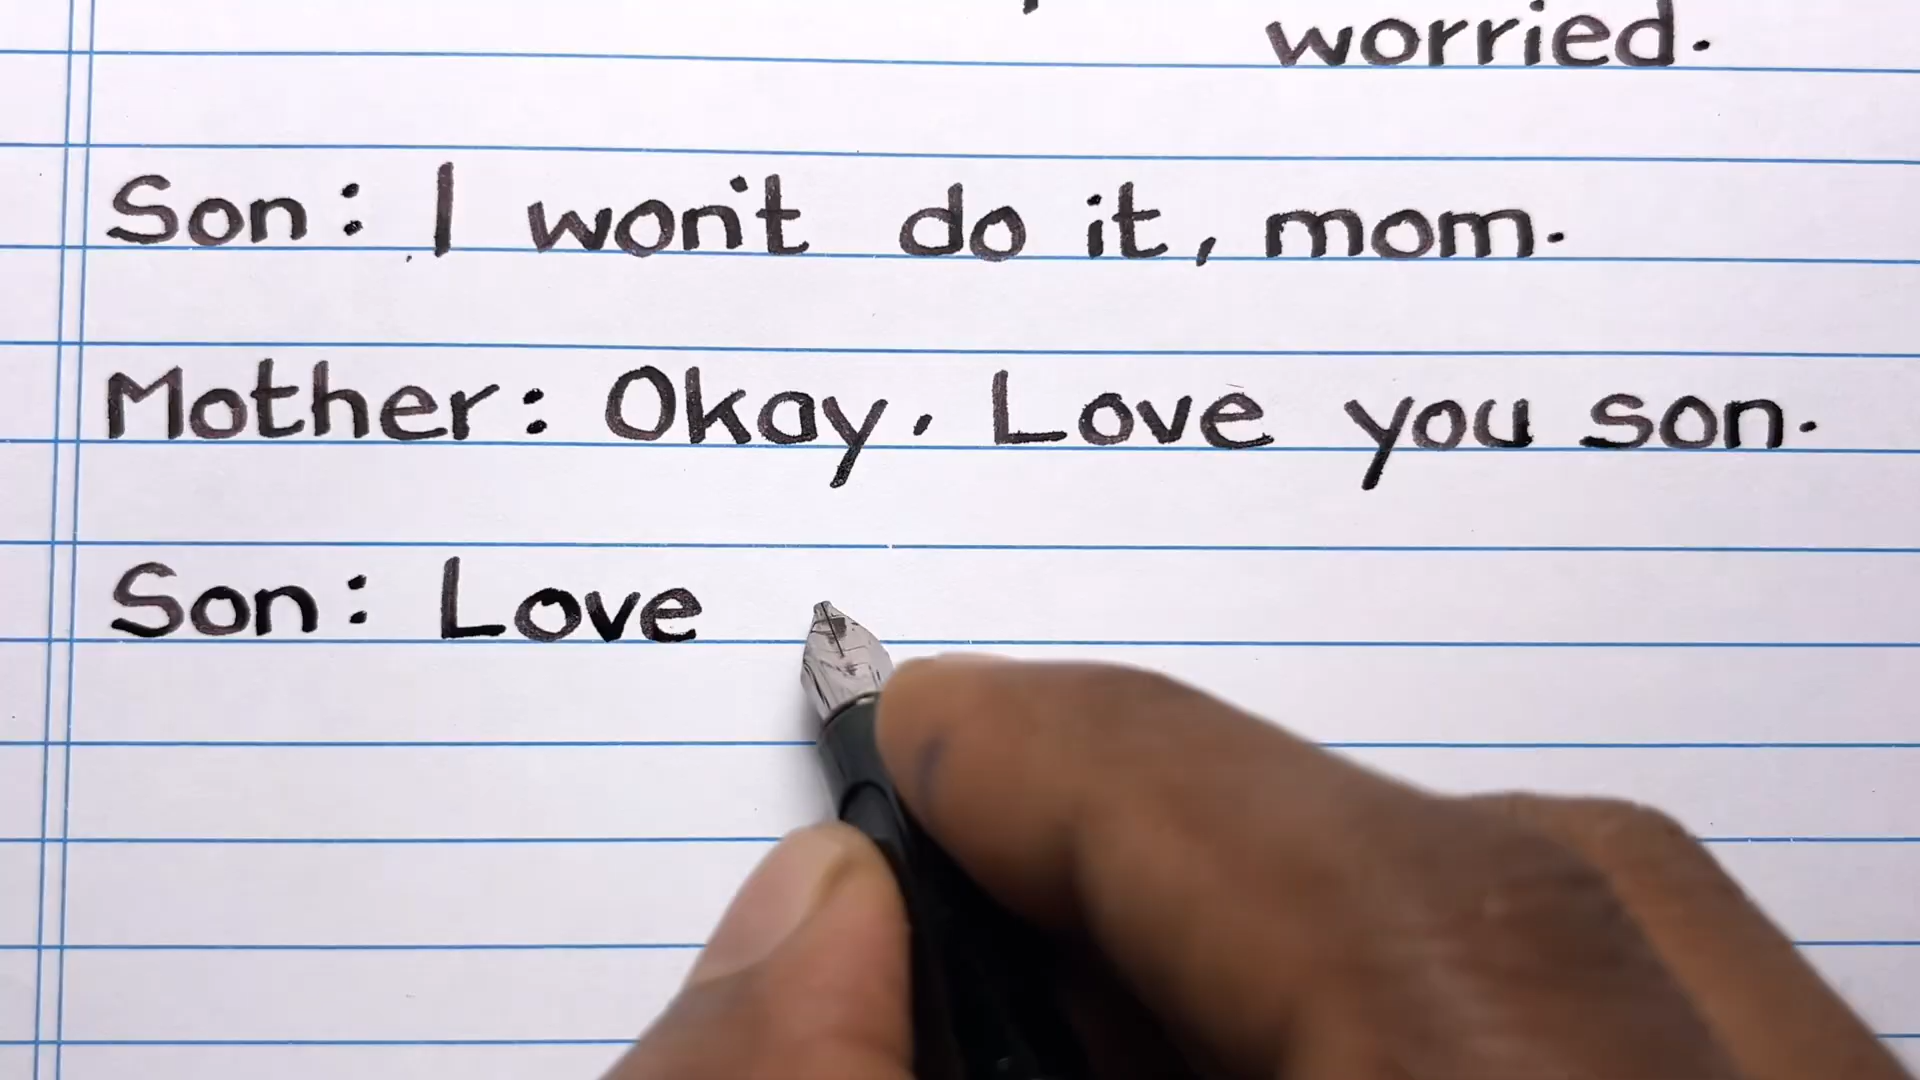 worried.
Son: I won't do it, mom.
Mother: Okay. Love you son.
Son: Love